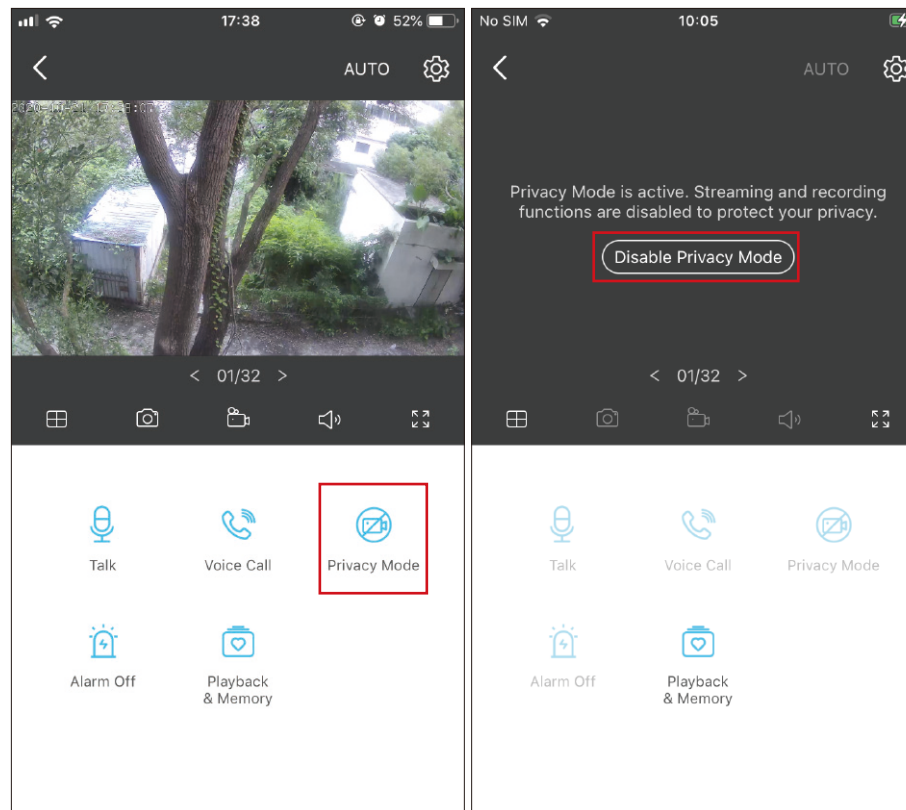 17:38
52%
AUTO
< 01/32 >
Talk
Voice Call
Privacy Mode
Alarm Off
Playback
& Memory
No SIM
10:05
AUTO
Privacy Mode is active. Streaming and recording
functions are disabled to protect your privacy.
Disable Privacy Mode
< 01/32 >
Talk
Voice Call
Privacy Mode
Alarm Off
Playback
& Memory